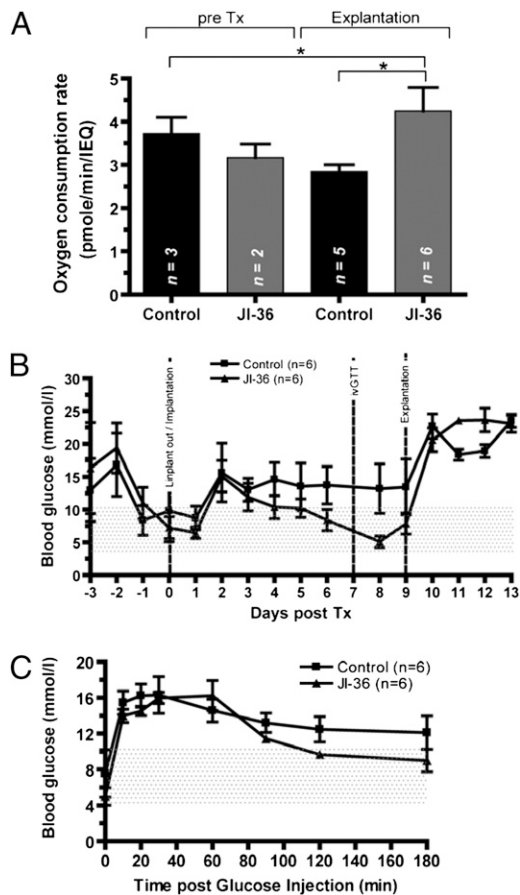 A
pre Tx Explantation
*
*
Oxygen consumption rate
(pmole/min/IEQ)
5
4
3
2
1
0
n = 3
n = 2
n = 5
n = 6
Control JI-36 Control JI-36
B
Control (n=6)
JI-36 (n=6)
Linplant out / Implantation
ivGTT
Explantation
Blood glucose (mmol/l)
30
25
20
15
10
5
0
-3 -2 -1 0 1 2 3 4 5 6 7 8 9 10 11 12 13
Days post Tx
C
Control (n=6)
JI-36 (n=6)
Blood glucose (mmol/l)
20
16
12
8
4
0
0 20 40 60 80 100 120 140 160 180
Time post Glucose Injection (min)